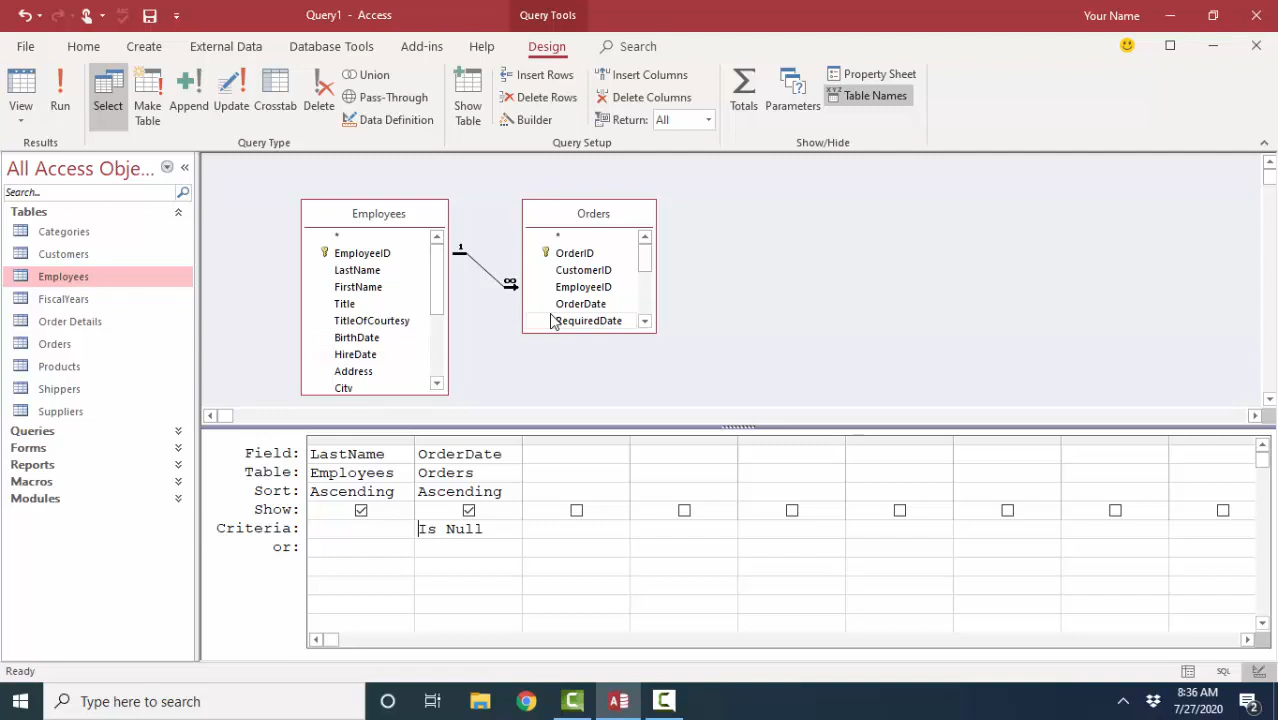 Query1 - Access
Query Tools
Your Name
File
Home
Create
External Data
Database Tools
Add-ins
Help
Design
Search
View
Run
Select
Make Table
Append
Update
Crosstab
Delete
Union
Pass-Through
Data Definition
Show Table
Insert Rows
Delete Rows
Builder
Insert Columns
Delete Columns
Return: All
Totals
Parameters
Property Sheet
XYZ Table Names
Results
Query Type
Query Setup
Show/Hide
All Access Obje...
Search...
Tables
Categories
Customers
Employees
FiscalYears
Order Details
Orders
Products
Shippers
Suppliers
Queries
Forms
Reports
Macros
Modules
Employees
*
EmployeeID
LastName
FirstName
Title
TitleOfCourtesy
BirthDate
HireDate
Address
City
1
∞
Orders
*
OrderID
CustomerID
EmployeeID
OrderDate
RequiredDate
Field: LastName OrderDate
Table: Employees Orders
Sort: Ascending Ascending
Show:
Criteria: Is Null
or:
Ready
SQL
Type here to search
8:36 AM
7/27/2020
2